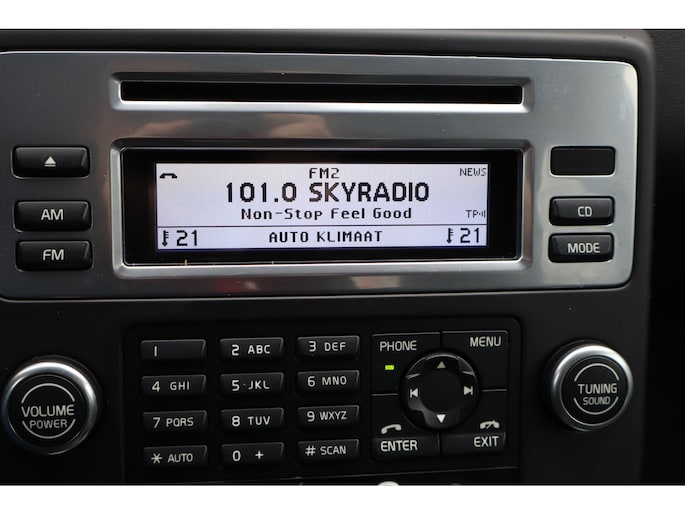 FM2
NEWS
101.0 SKYRADIO
Non-Stop Feel Good
TP
21 AUTO KLIMAAT 21
AM
FM
CD
MODE
1 2 ABC 3 DEF
4 GHI 5 JKL 6 MNO
7 PQRS 8 TUV 9 WXYZ
* AUTO 0 + # SCAN
PHONE MENU
ENTER EXIT
VOLUME
POWER
TUNING
SOUND